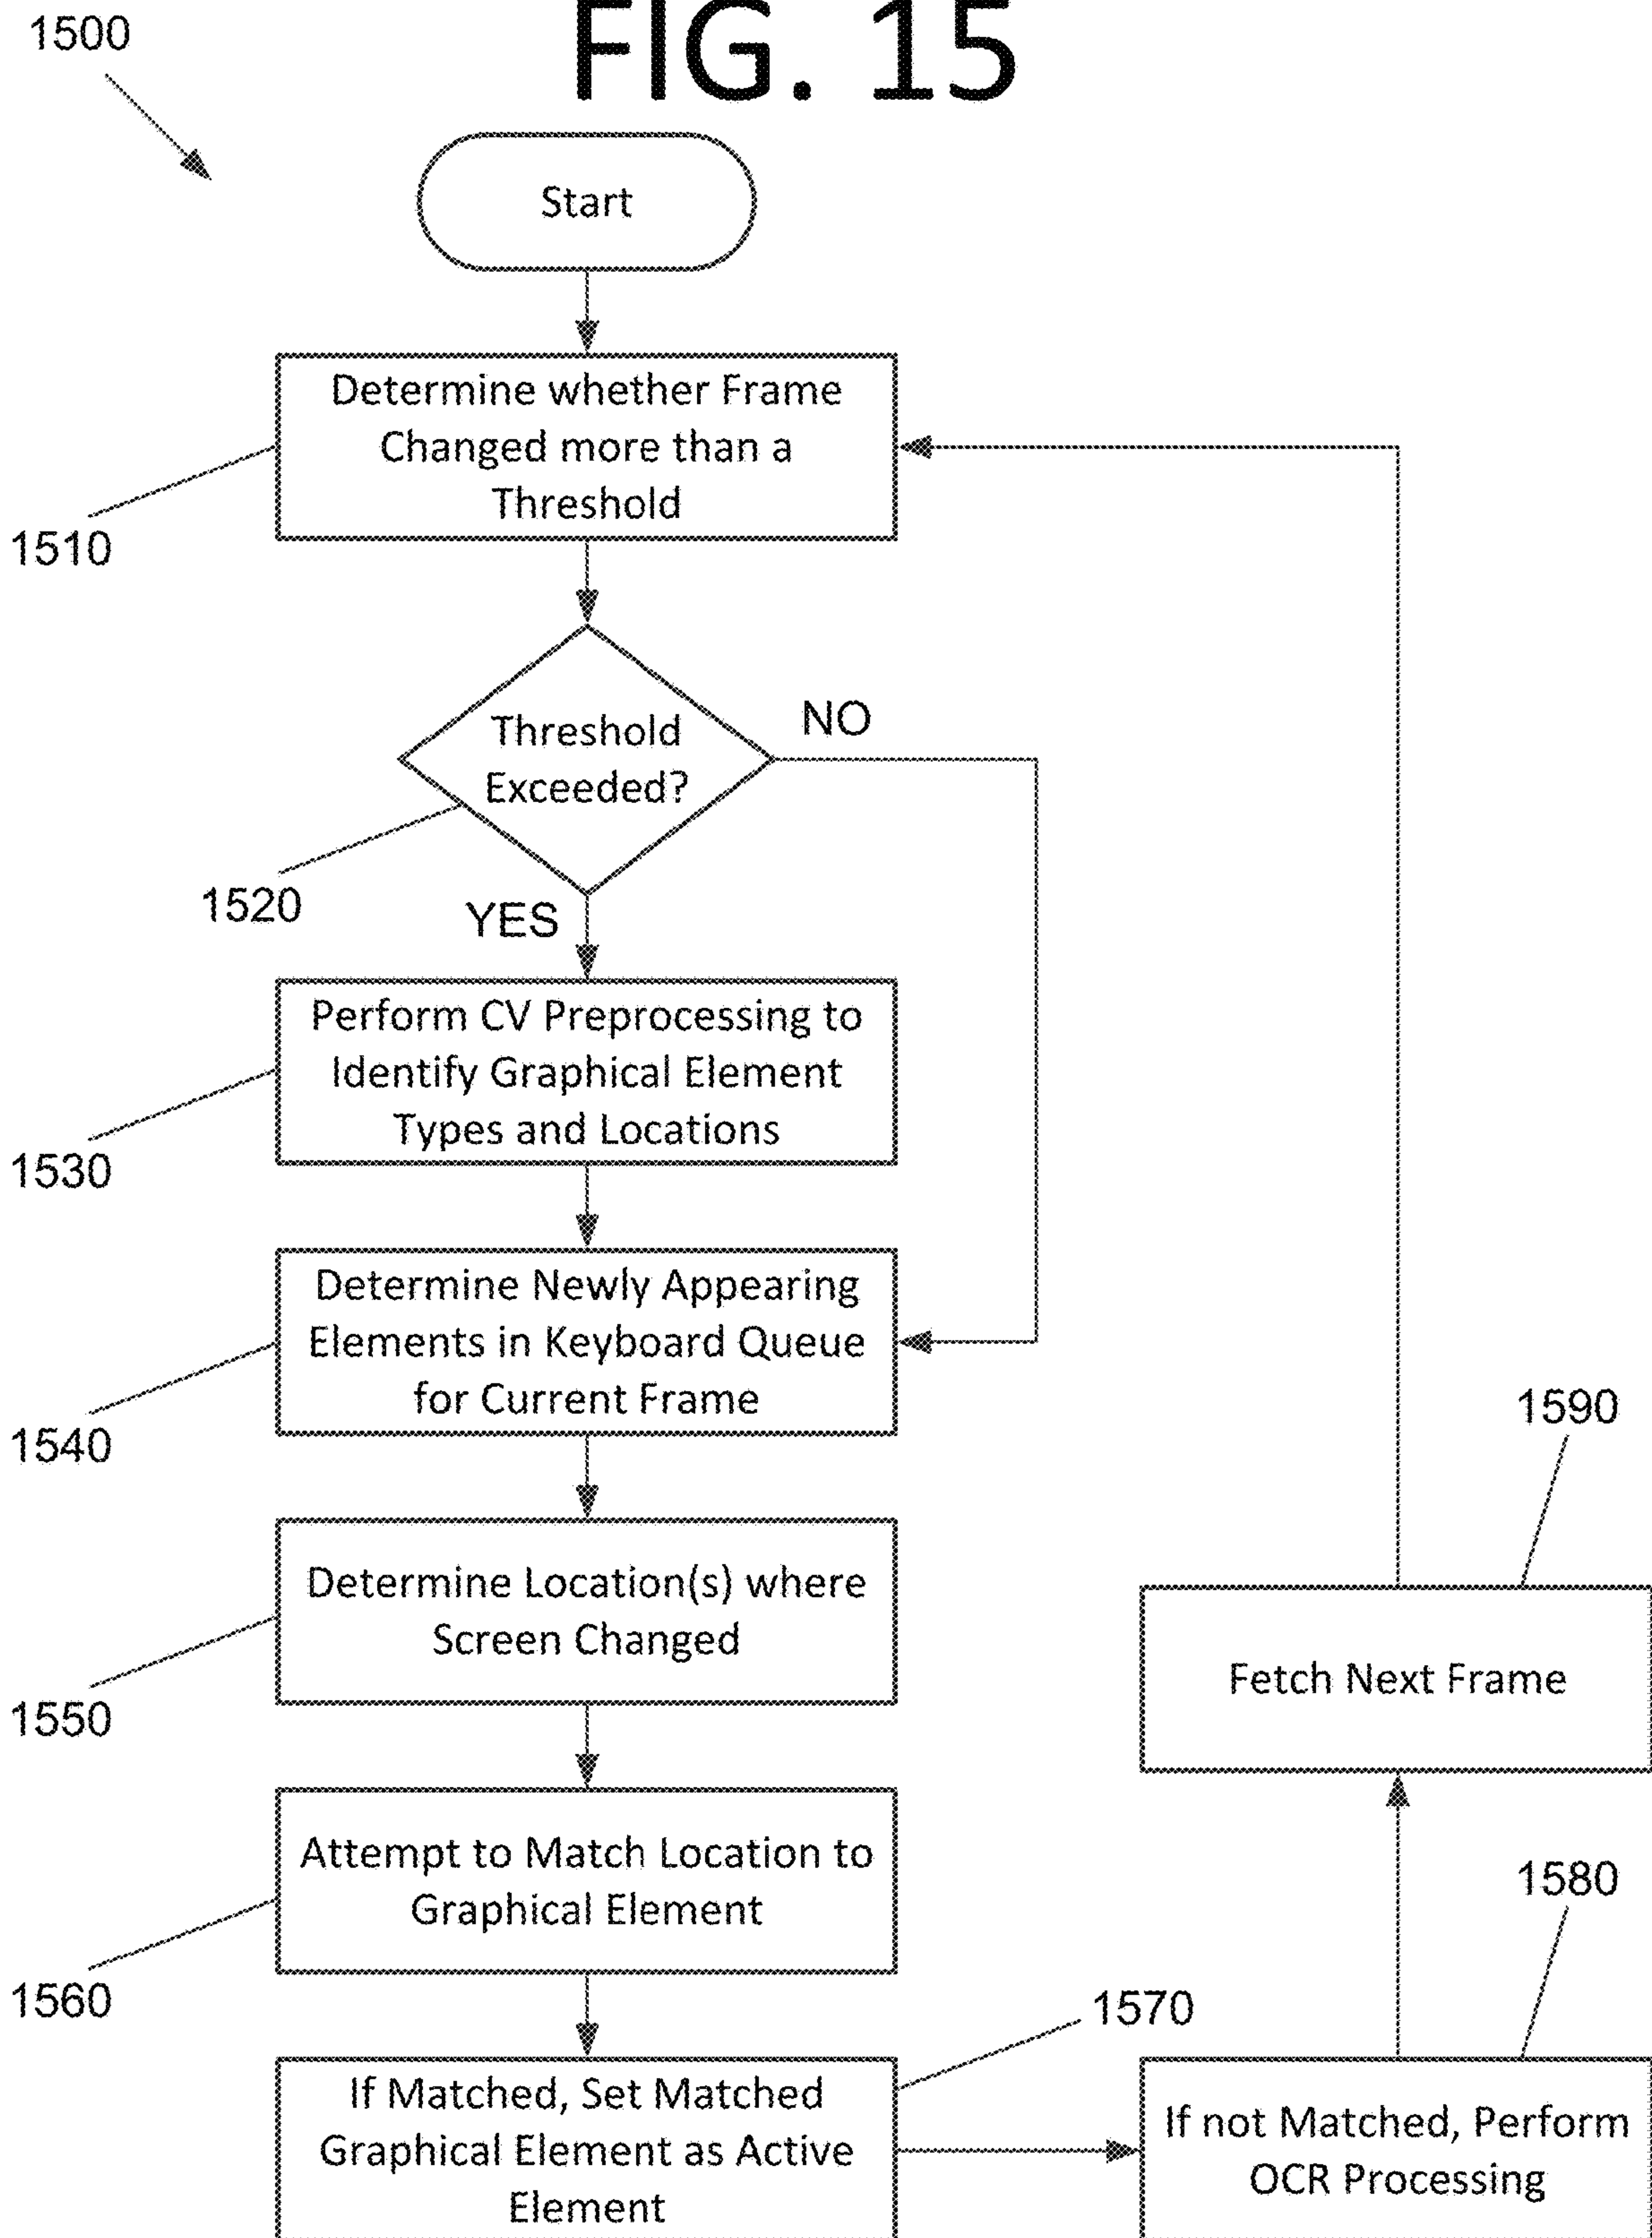 FIG. 15
1500
Start
Determine whether Frame
Changed more than a
Threshold
1510
Threshold
Exceeded?
NO
1520
YES
Perform CV Preprocessing to
Identify Graphical Element
Types and Locations
1530
Determine Newly Appearing
Elements in Keyboard Queue
for Current Frame
1540
1590
Determine Location(s) where
Screen Changed
1550
Fetch Next Frame
Attempt to Match Location to
Graphical Element
1560
1580
1570
If Matched, Set Matched
Graphical Element as Active
Element
If not Matched, Perform
OCR Processing